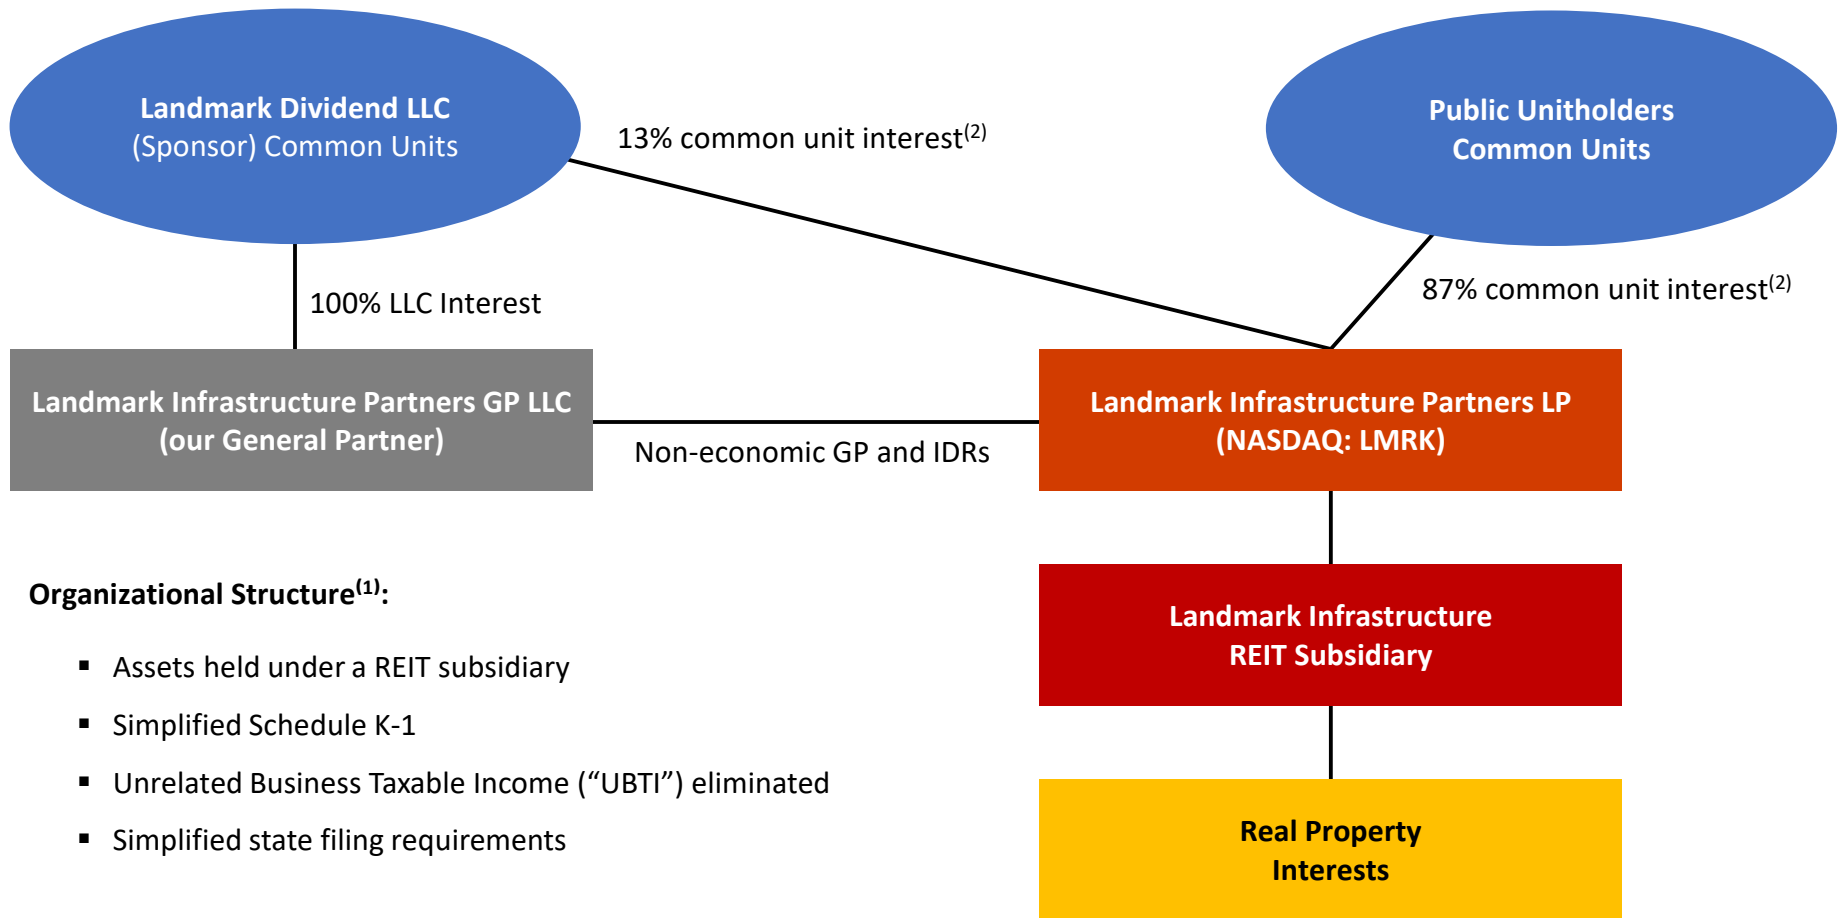 Landmark Dividend LLC
(Sponsor) Common Units
13% common unit interest(2)
Public Unitholders
Common Units
100% LLC Interest
87% common unit interest(2)
Landmark Infrastructure Partners GP LLC
(our General Partner)
Non-economic GP and IDRs
Landmark Infrastructure Partners LP
(NASDAQ: LMRK)
Organizational Structure(1):
▪ Assets held under a REIT subsidiary
▪ Simplified Schedule K-1
▪ Unrelated Business Taxable Income (“UBTI”) eliminated
▪ Simplified state filing requirements
Landmark Infrastructure
REIT Subsidiary
Real Property
Interests